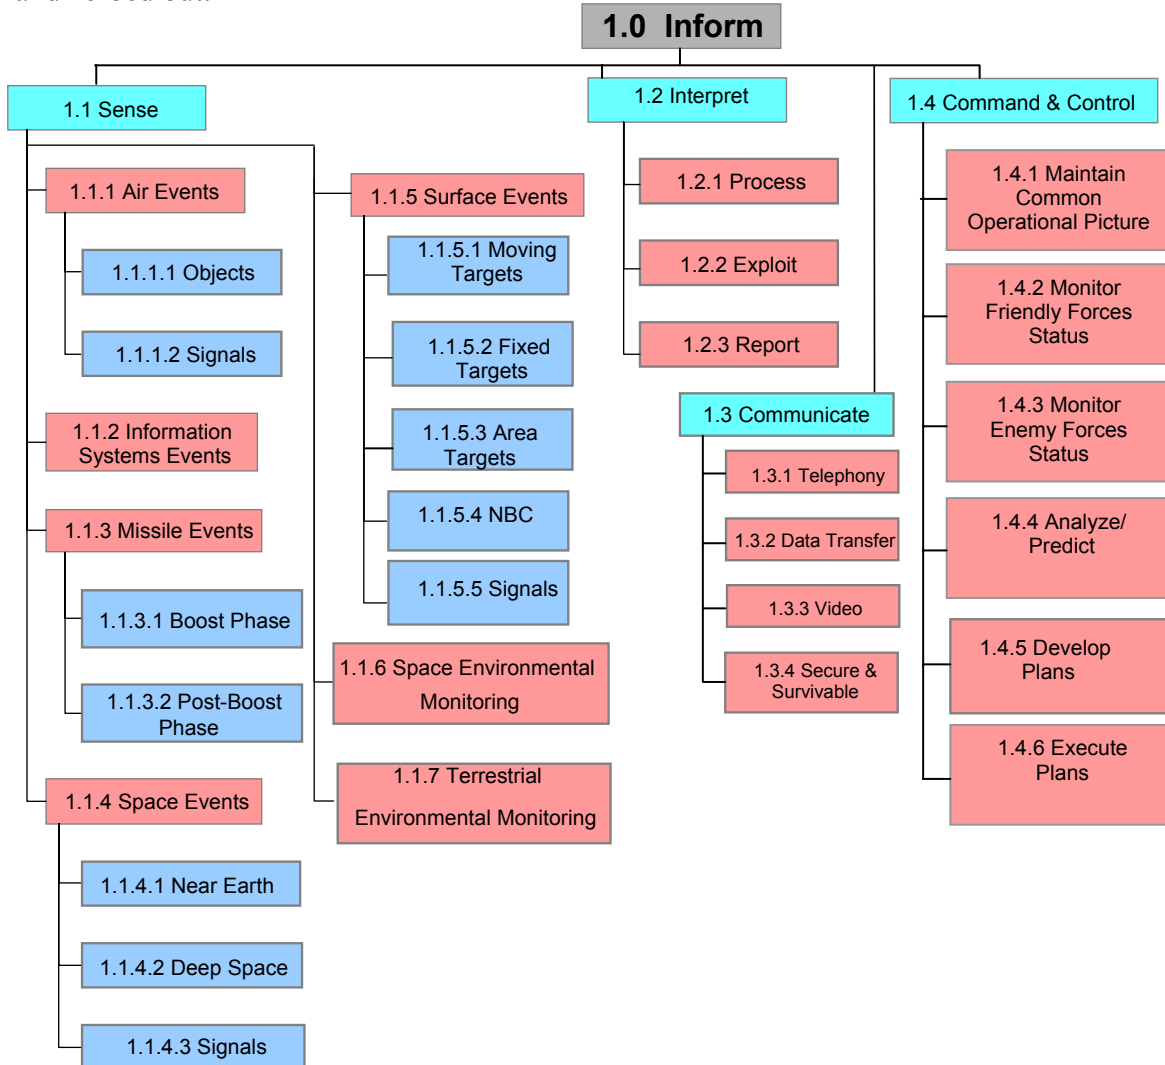 1.0 Inform
1.1 Sense
1.1.1 Air Events
1.1.1.1 Objects
1.1.1.2 Signals
1.1.2 Information
Systems Events
1.1.3 Missile Events
1.1.3.1 Boost Phase
1.1.3.2 Post-Boost
Phase
1.1.4 Space Events
1.1.4.1 Near Earth
1.1.4.2 Deep Space
1.1.4.3 Signals
1.1.5 Surface Events
1.1.5.1 Moving
Targets
1.1.5.2 Fixed
Targets
1.1.5.3 Area
Targets
1.1.5.4 NBC
1.1.5.5 Signals
1.1.6 Space Environmental
Monitoring
1.1.7 Terrestrial
Environmental Monitoring
1.2 Interpret
1.2.1 Process
1.2.2 Exploit
1.2.3 Report
1.3 Communicate
1.3.1 Telephony
1.3.2 Data Transfer
1.3.3 Video
1.3.4 Secure &
Survivable
1.4 Command & Control
1.4.1 Maintain
Common
Operational Picture
1.4.2 Monitor
Friendly Forces
Status
1.4.3 Monitor
Enemy Forces
Status
1.4.4 Analyze/
Predict
1.4.5 Develop
Plans
1.4.6 Execute
Plans